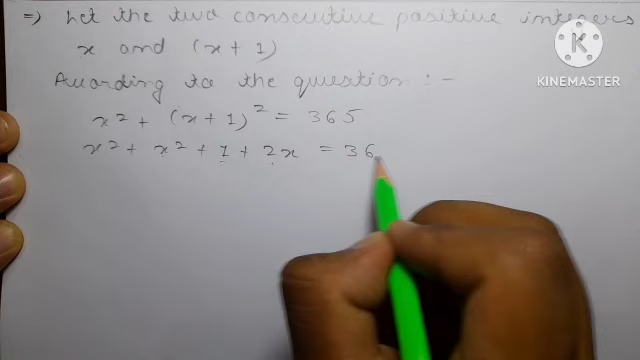 =) Let the two consecutive positive integers
x and (x + 1)
According to the question : -
x² + (x + 1)² = 365
x² + x² + 1 + 2x = 36
K
KINEMASTER